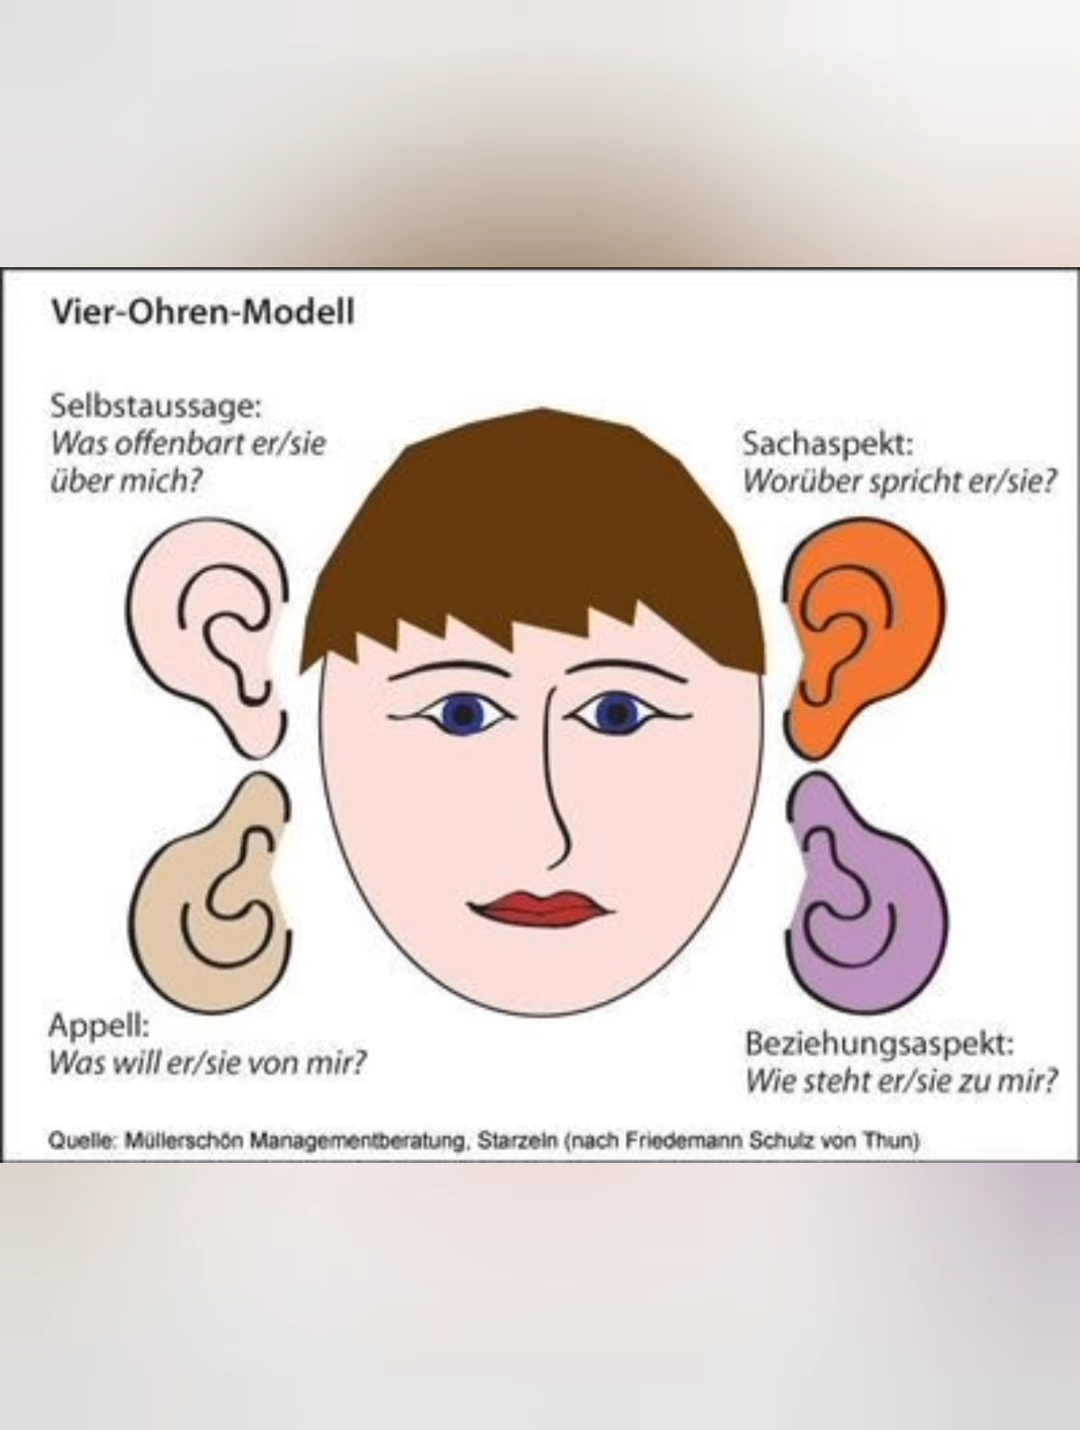 Vier-Ohren-Modell
Selbstaussage:
Was offenbart er/sie
über mich?
Sachaspekt:
Worüber spricht er/sie?
Appell:
Was will er/sie von mir?
Beziehungsaspekt:
Wie steht er/sie zu mir?
Quelle: Müllerschön Managementberatung, Starzeln (nach Friedemann Schulz von Thun)